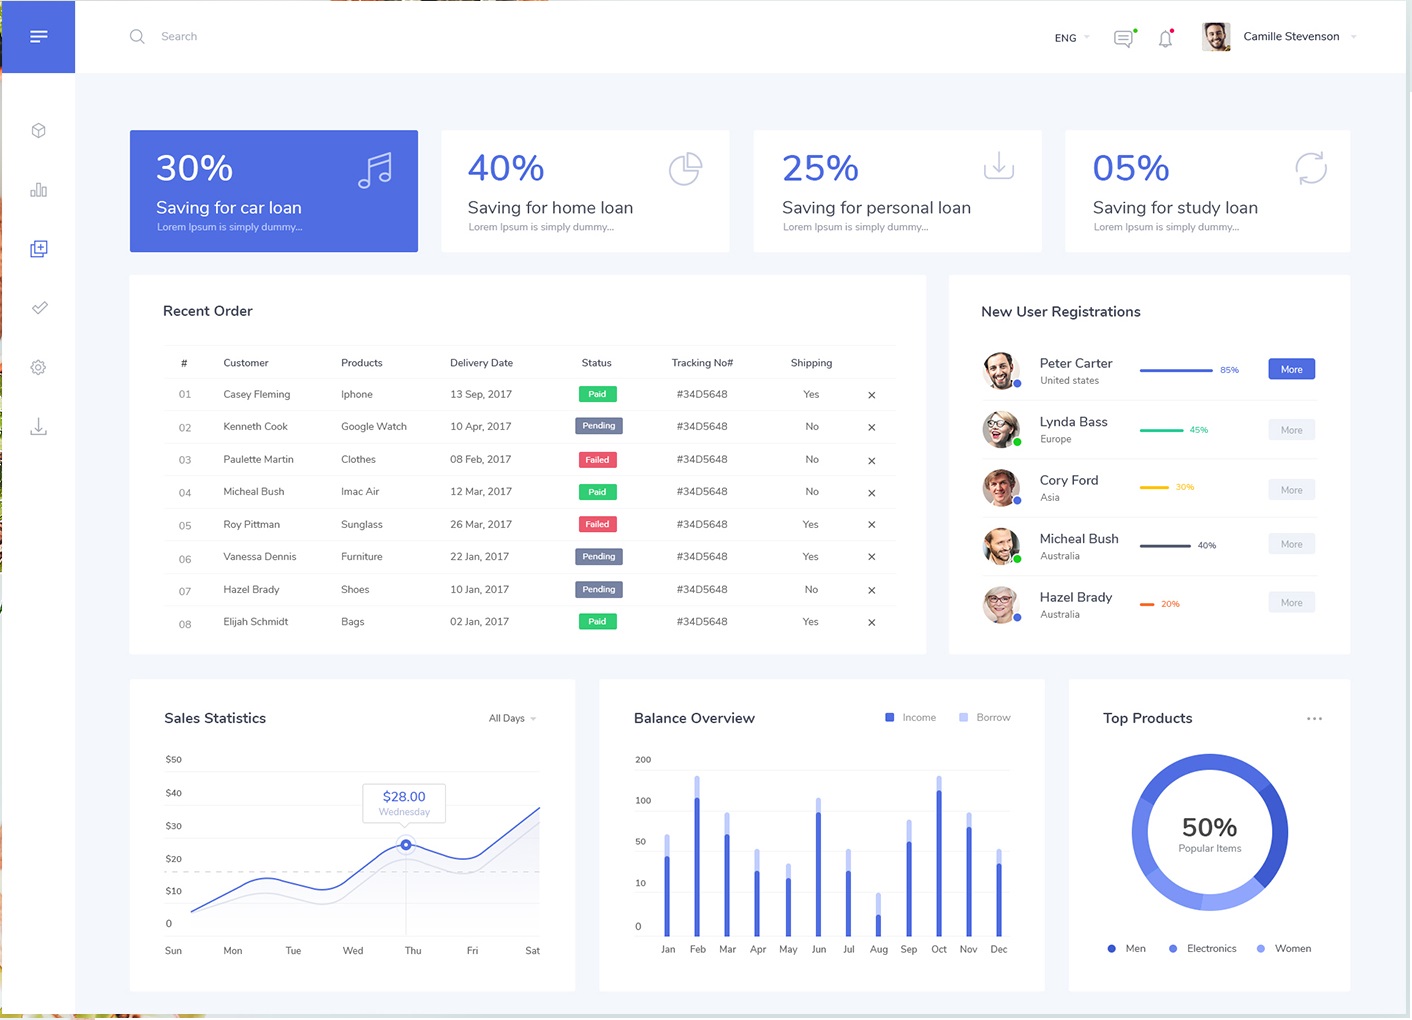 Search
ENG
Camille Stevenson
30%
Saving for car loan
Lorem Ipsum is simply dummy...
40%
Saving for home loan
Lorem Ipsum is simply dummy...
25%
Saving for personal loan
Lorem Ipsum is simply dummy...
05%
Saving for study loan
Lorem Ipsum is simply dummy...
Recent Order
# Customer Products Delivery Date Status Tracking No# Shipping
01 Casey Fleming Iphone 13 Sep, 2017 Paid #34D5648 Yes ×
02 Kenneth Cook Google Watch 10 Apr, 2017 Pending #34D5648 No ×
03 Paulette Martin Clothes 08 Feb, 2017 Failed #34D5648 No ×
04 Micheal Bush Imac Air 12 Mar, 2017 Paid #34D5648 No ×
05 Roy Pittman Sunglass 26 Mar, 2017 Failed #34D5648 Yes ×
06 Vanessa Dennis Furniture 22 Jan, 2017 Pending #34D5648 Yes ×
07 Hazel Brady Shoes 10 Jan, 2017 Pending #34D5648 No ×
08 Elijah Schmidt Bags 02 Jan, 2017 Paid #34D5648 Yes ×
New User Registrations
Peter Carter
United states
85%
More
Lynda Bass
Europe
45%
More
Cory Ford
Asia
30%
More
Micheal Bush
Australia
40%
More
Hazel Brady
Australia
20%
More
Sales Statistics
All Days
$50
$40
$30
$20
$10
0
$28.00
Wednesday
Sun Mon Tue Wed Thu Fri Sat
Balance Overview
Income Borrow
200
100
50
10
0
Jan Feb Mar Apr May Jun Jul Aug Sep Oct Nov Dec
Top Products
50%
Popular Items
Men Electronics Women